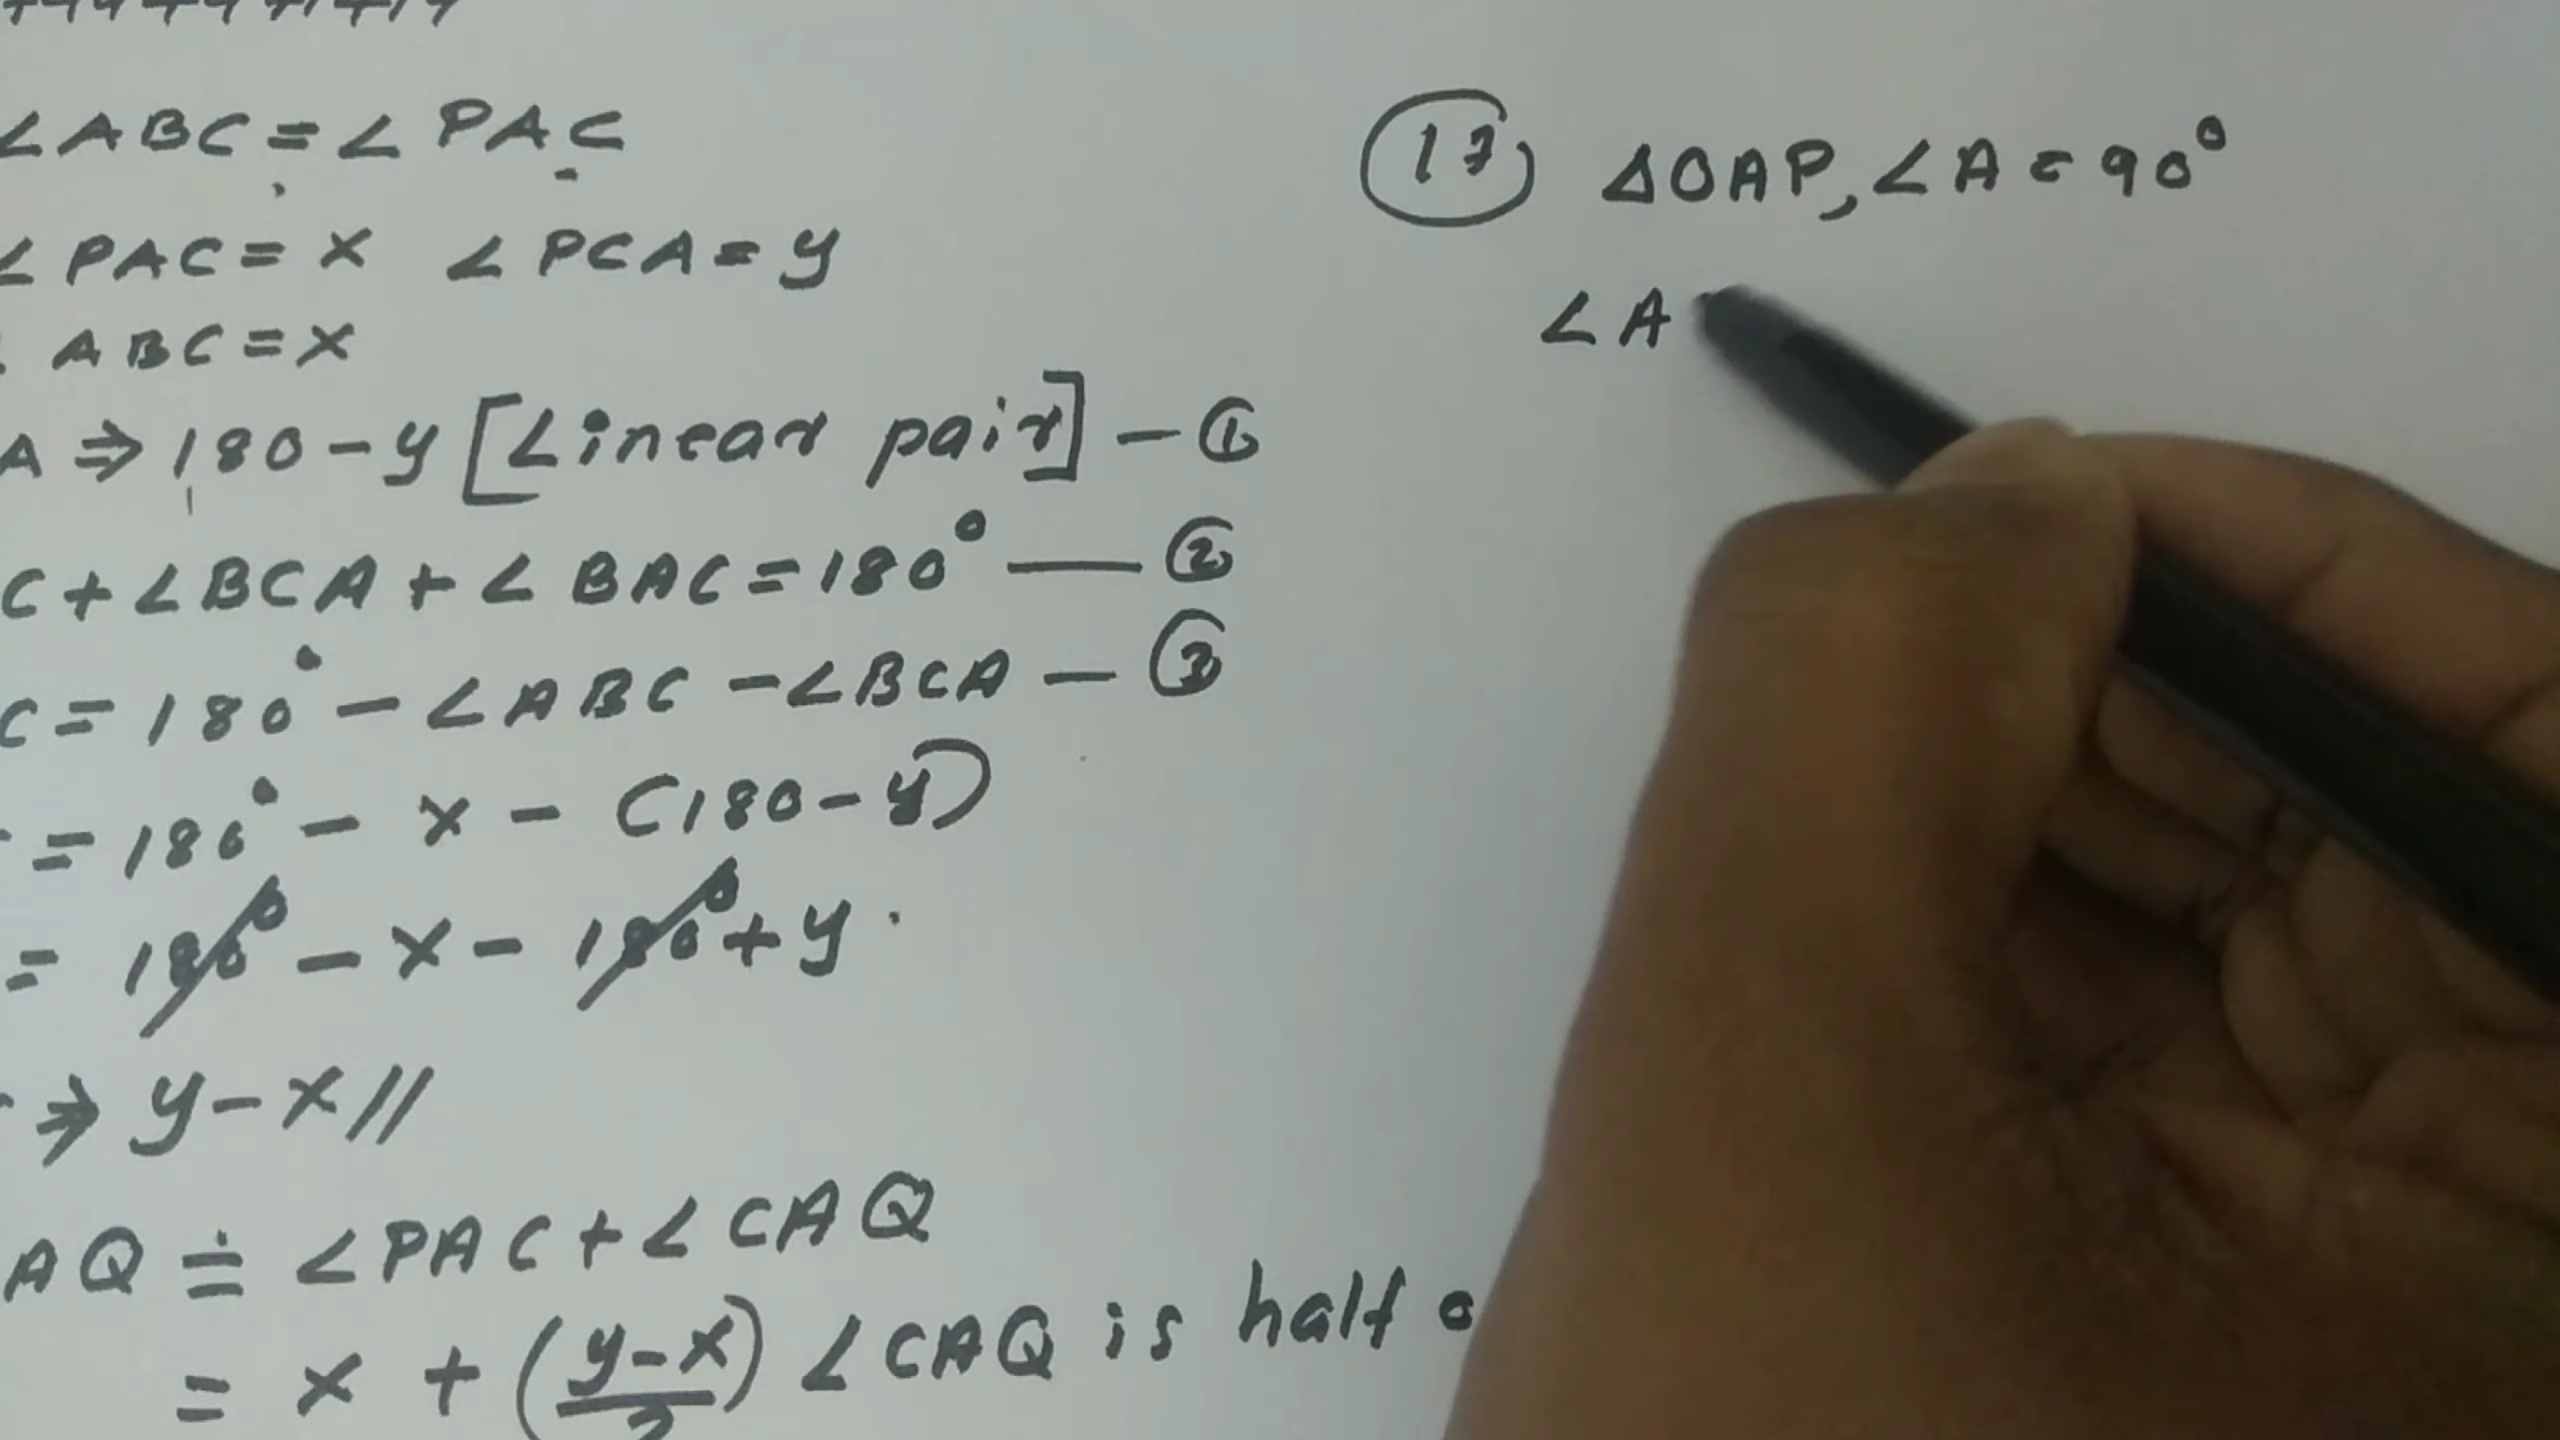 ∠ABC = ∠PAC
∠PAC = x ∠PCA = y
ABC = x
A ⇒ 180 - y [Linear pair] - ①
C + ∠BCA + ∠BAC = 180° — ②
C = 180° - ∠ABC - ∠BCA - ③
= 180° - x - (180 - y)
= 180° - x - 180° + y
⇒ y - x //
AQ = ∠PAC + ∠CAQ
= x + (y-x/2) ∠CAQ is half
17) ΔOAP, ∠A = 90°
∠A